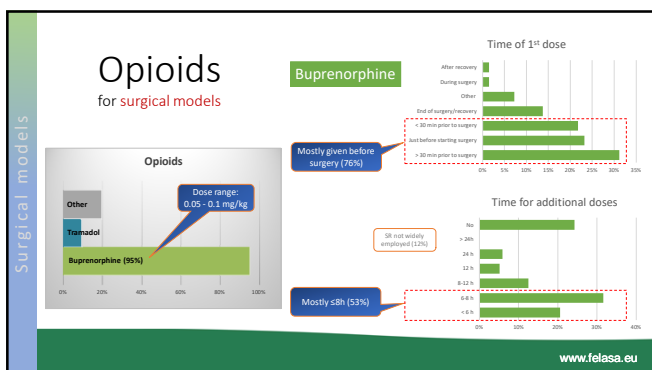 Surgical models
Opioids
for surgical models
Opioids
Other
Tramadol
Buprenorphine (95%)
0%
20%
40%
60%
80%
100%
Dose range:
0.05 - 0.1 mg/kg
Buprenorphine
Time of 1st dose
After recovery
During surgery
Other
End of surgery/recovery
< 30 min prior to surgery
Just before starting surgery
> 30 min prior to surgery
0%
5%
10%
15%
20%
25%
30%
35%
Mostly given before
surgery (76%)
Time for additional doses
No
> 24h
24 h
12 h
8-12 h
6-8 h
< 6 h
0%
10%
20%
30%
40%
SR not widely
employed (12%)
Mostly ≤8h (53%)
www.felasa.eu